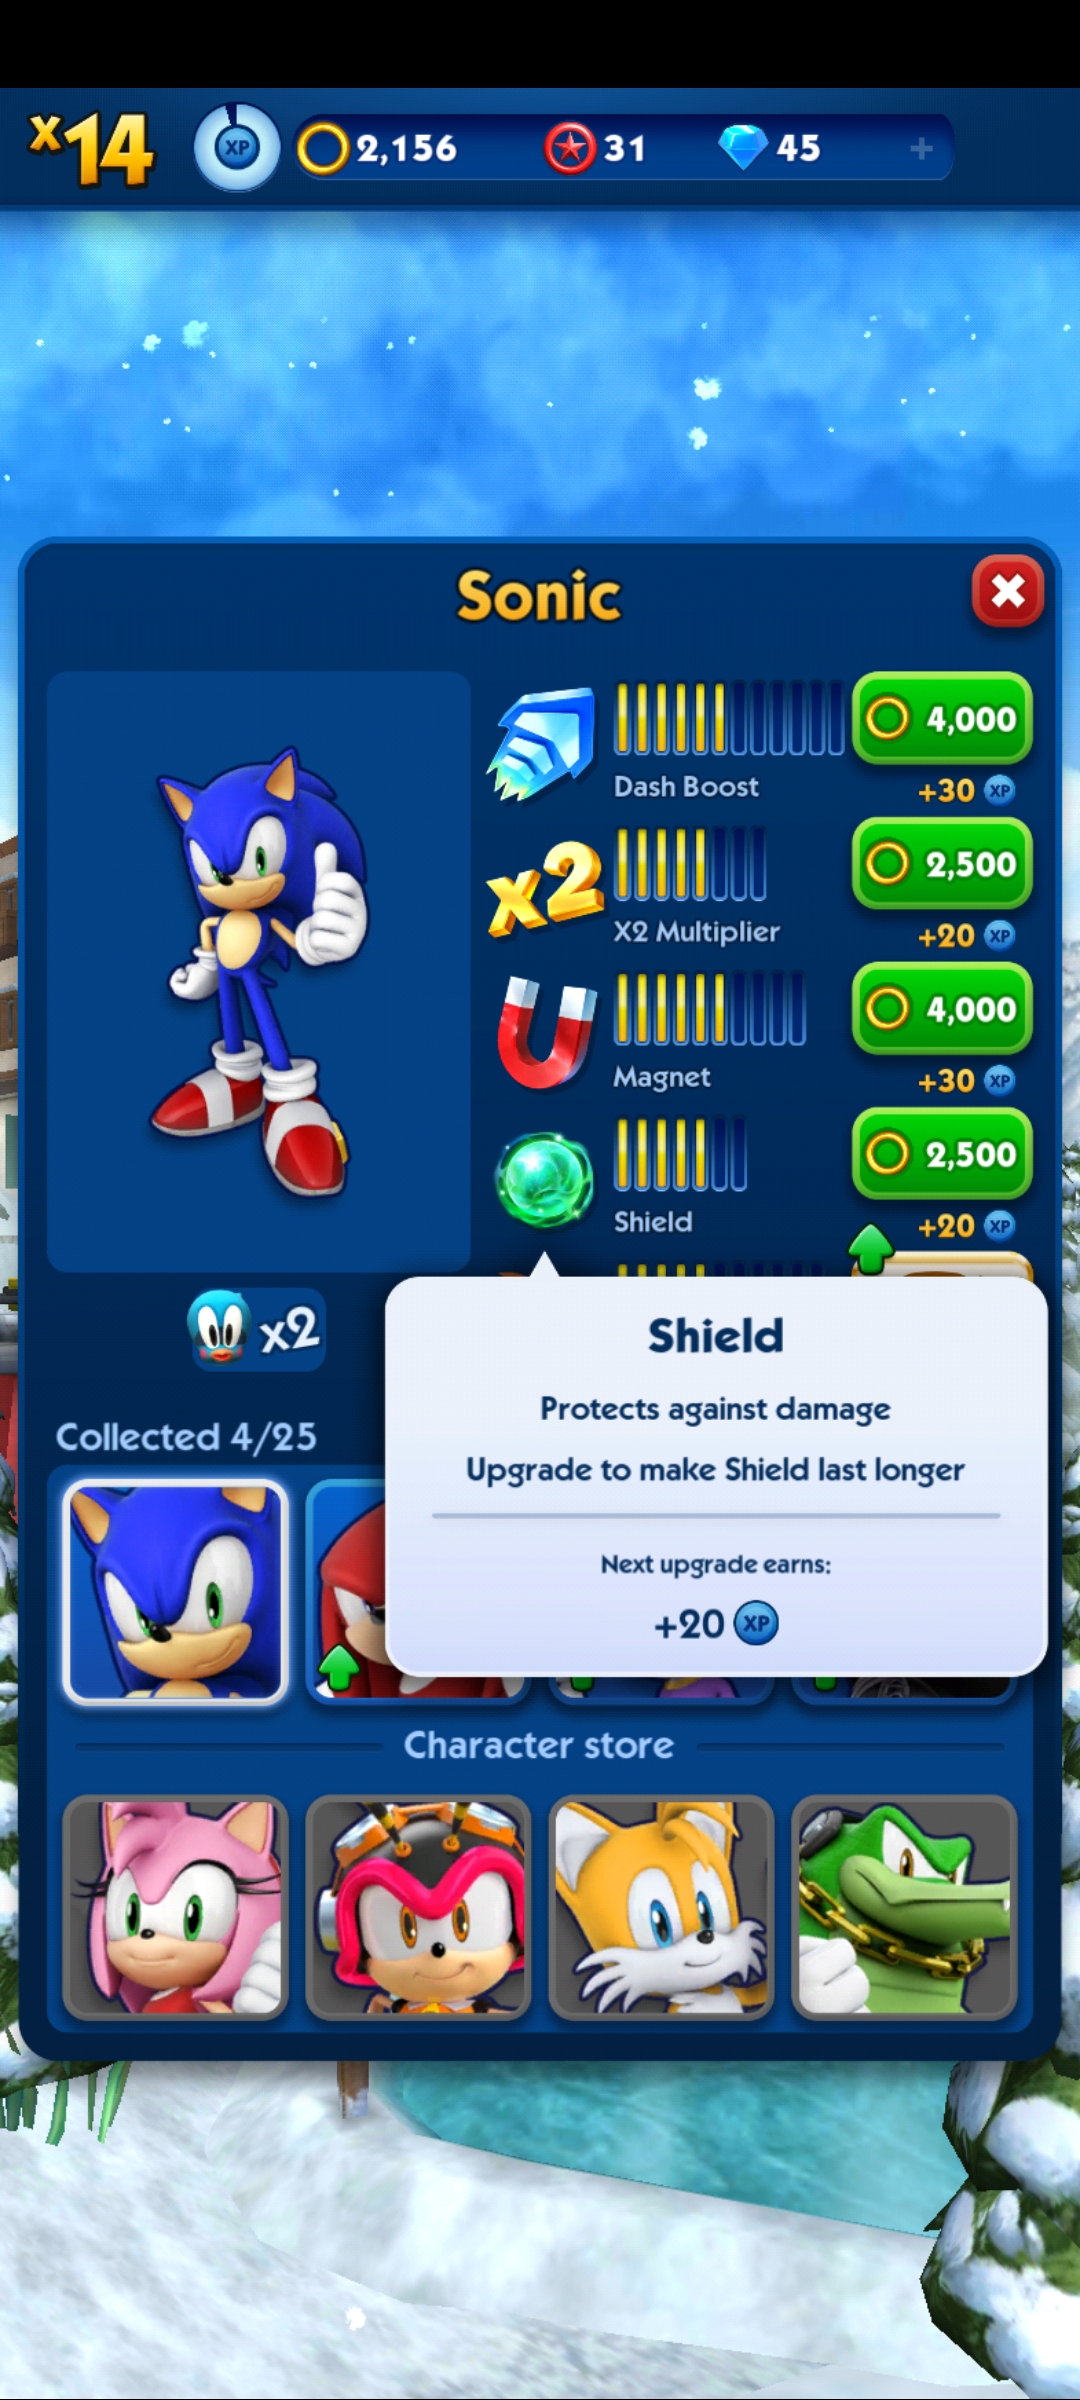 x14
XP
2,156
31
45
+
Sonic
4,000
Dash Boost
+30 XP
x2
2,500
X2 Multiplier
+20 XP
4,000
Magnet
+30 XP
2,500
Shield
+20 XP
x2
Shield
Protects against damage
Upgrade to make Shield last longer
Next upgrade earns:
+20 XP
Collected 4/25
Character store